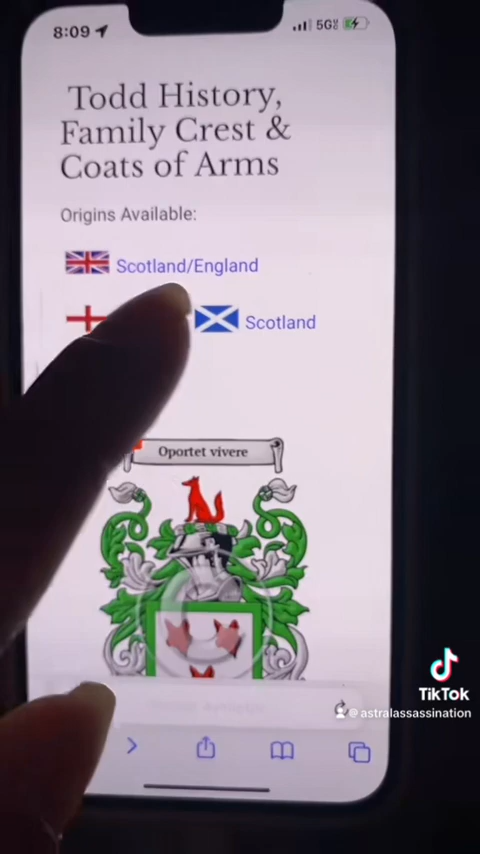 8:09
5G
Todd History,
Family Crest &
Coats of Arms
Origins Available:
Scotland/England
Scotland
Oportet vivere
TikTok
@astralassassination